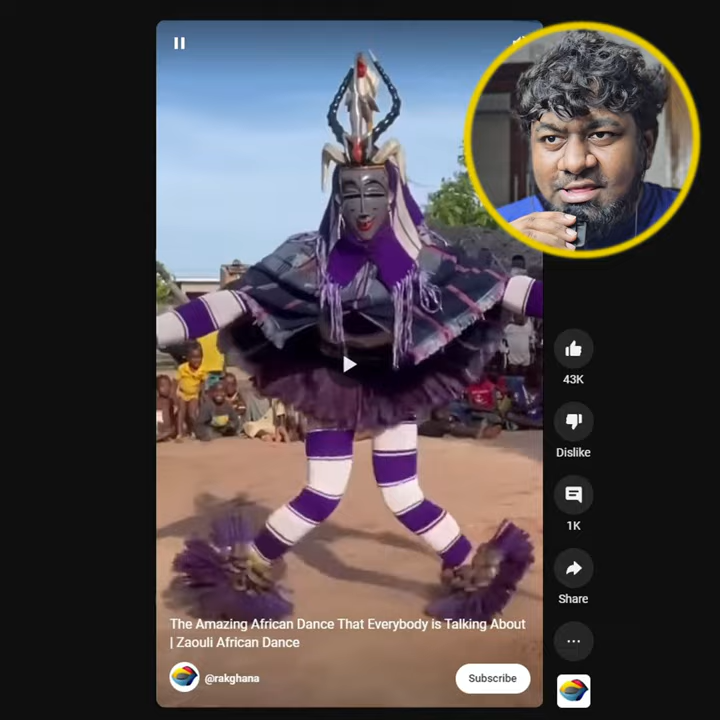 43K
Dislike
1K
Share
The Amazing African Dance That Everybody is Talking About
| Zaouli African Dance
@rakghana
Subscribe